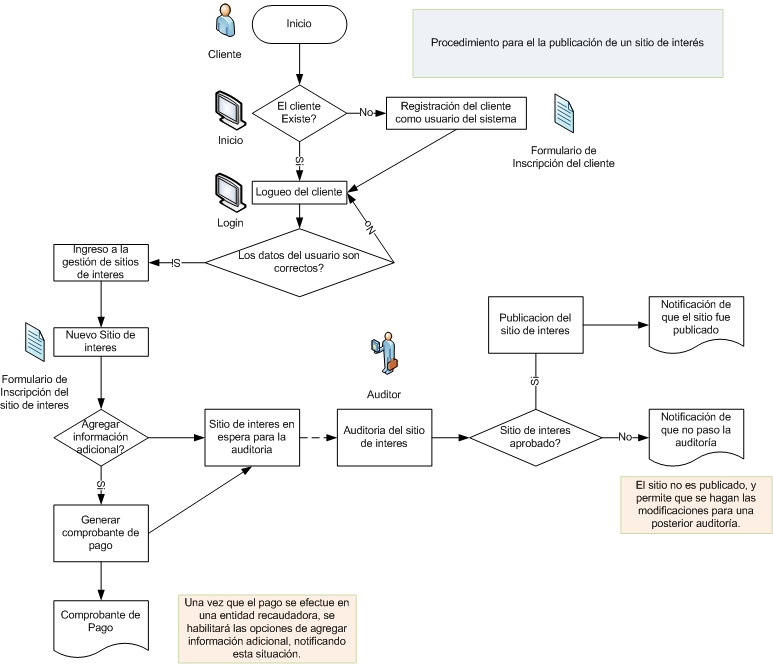 Inicio
Cliente
Procedimiento para el la publicación de un sitio de interés
El cliente
Existe?
No
Registración del cliente
como usuario del sistema
Inicio
Formulario de
Inscripción del cliente
Si
Logueo del cliente
Login
No
Los datos del usuario son
correctos?
SI
Ingreso a la
gestión de sitios
de interes
Nuevo Sitio de
interes
Formulario de
Inscripción del
sitio de interes
Agregar
información
adicional?
Si
Generar
comprobante de
pago
Comprobante de
Pago
Sitio de interes en
espera para la
auditoria
Auditor
Auditoria del sitio
de interes
Sitio de interes
aprobado?
Si
Publicacion del
sitio de interes
Notificación de
que el sitio fue
publicado
No
Notificación de
que no paso la
auditoría
El sitio no es publicado, y
permite que se hagan las
modificaciones para una
posterior auditoría.
Una vez que el pago se efectue en
una entidad recaudadora, se
habilitará las opciones de agregar
información adicional, notificando
esta situación.